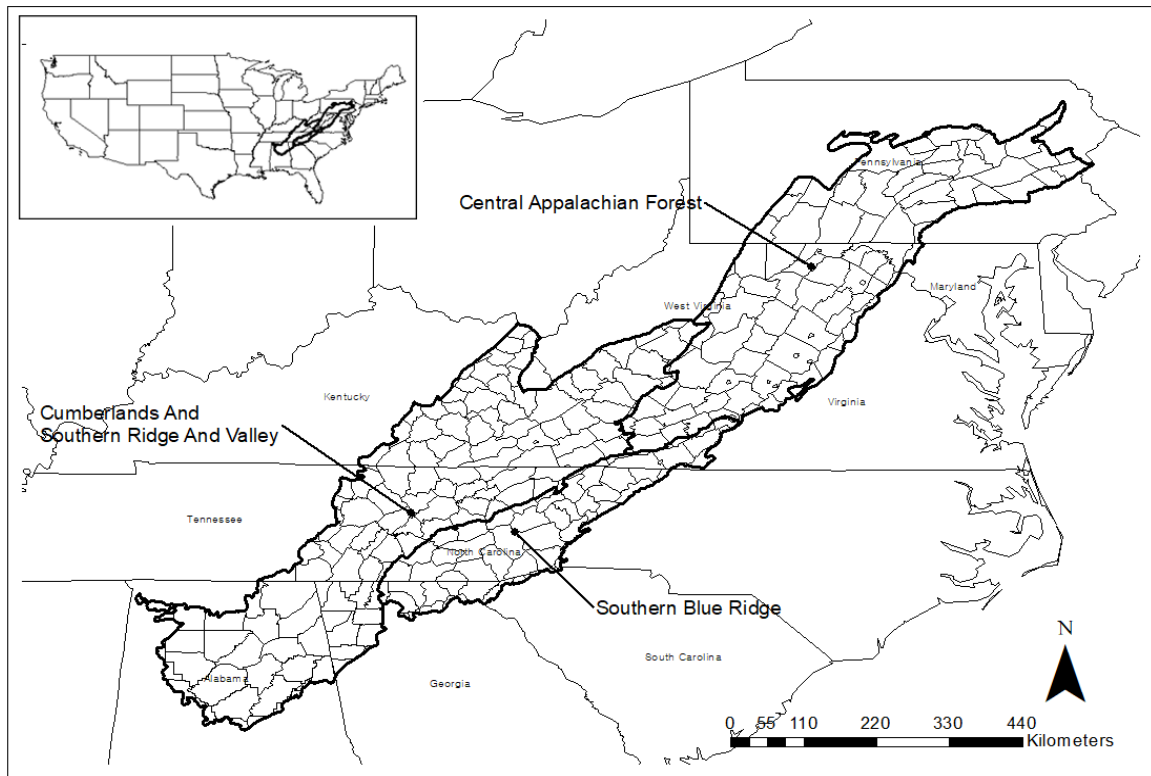 Pennsylvania
Central Appalachian Forest
Maryland
West Virginia
Kentucky
Virginia
Cumberlands And
Southern Ridge And Valley
Tennessee
North Carolina
Southern Blue Ridge
South Carolina
Alabama
Georgia
N
0 55 110 220 330 440
Kilometers